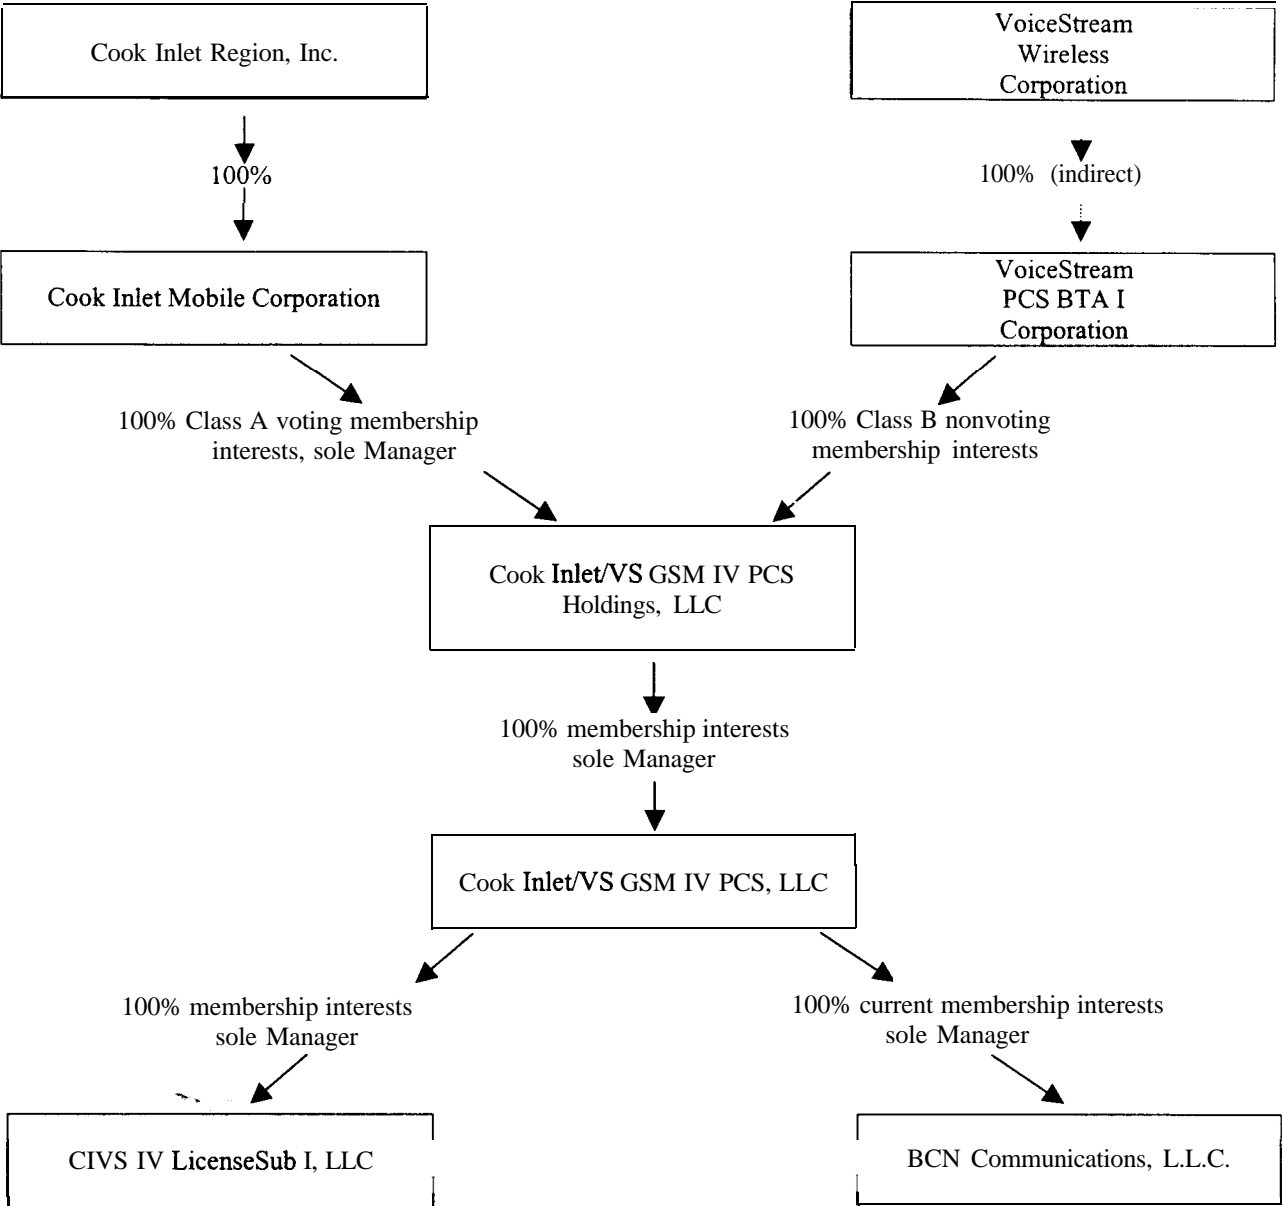 Cook Inlet Region, Inc.
VoiceStream
Wireless
Corporation
100%
100% (indirect)
Cook Inlet Mobile Corporation
VoiceStream
PCS BTA I
Corporation
100% Class A voting membership
interests, sole Manager
100% Class B nonvoting
membership interests
Cook Inlet/VS GSM IV PCS
Holdings, LLC
100% membership interests
sole Manager
Cook Inlet/VS GSM IV PCS, LLC
100% membership interests
sole Manager
100% current membership interests
sole Manager
CIVS IV LicenseSub I, LLC
BCN Communications, L.L.C.